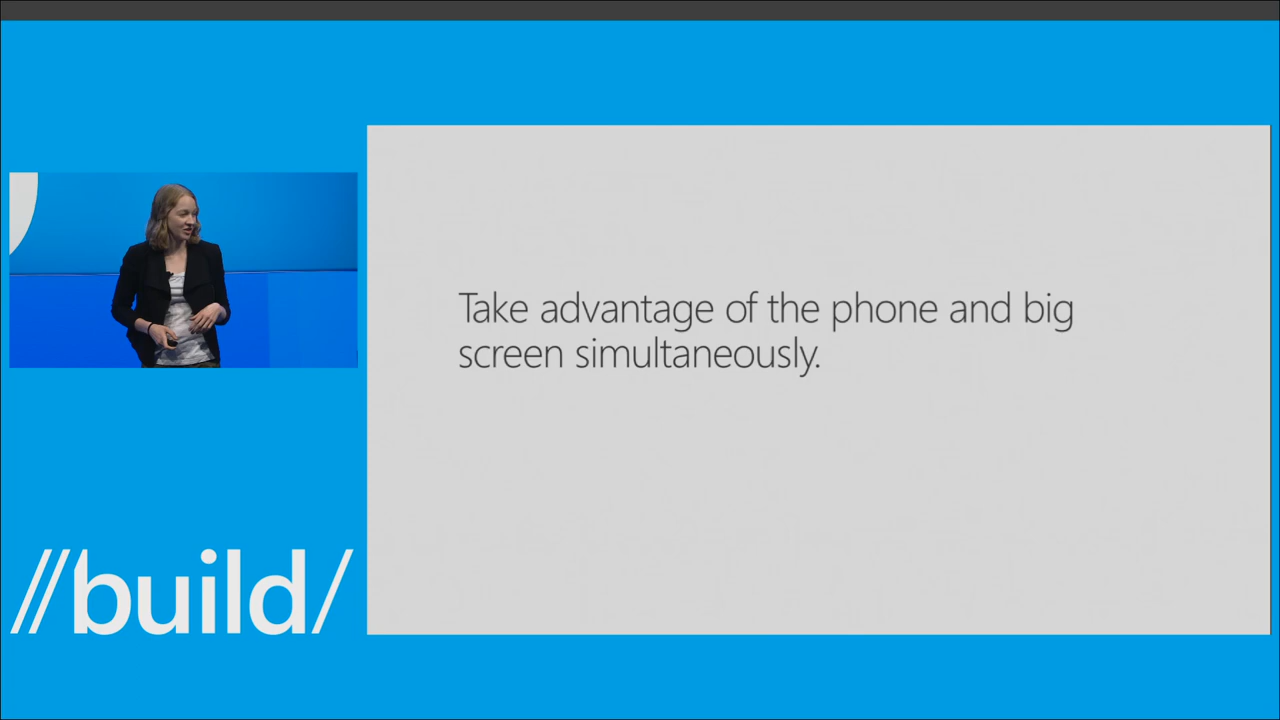 Take advantage of the phone and big
screen simultaneously.
//build/